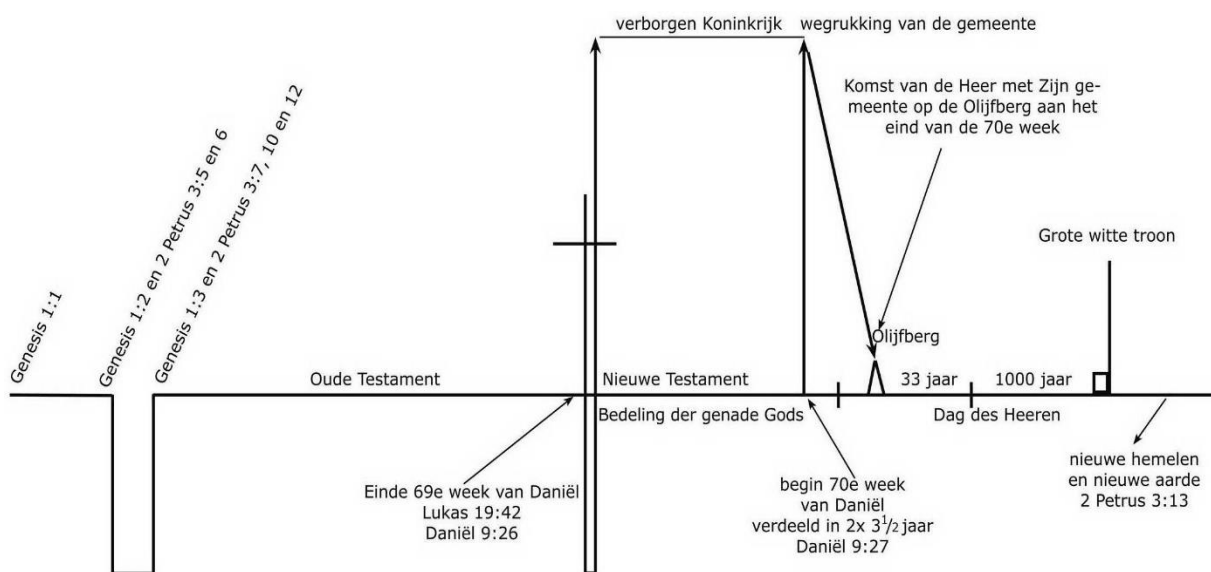 verborgen Koninkrijk
wegrukking van de gemeente
Komst van de Heer met Zijn ge-
meente op de Olijfberg aan het
eind van de 70e week
Genesis 1:1
Genesis 1:2 en 2 Petrus 3:5 en 6
Genesis 1:3 en 2 Petrus 3:7, 10 en 12
Grote witte troon
Olijfberg
Oude Testament
Nieuwe Testament
33 jaar
1000 jaar
Bedeling der genade Gods
Dag des Heeren
Einde 69e week van Daniël
Lukas 19:42
Daniël 9:26
begin 70e week
van Daniël
verdeeld in 2x 3 1/2 jaar
Daniël 9:27
nieuwe hemelen
en nieuwe aarde
2 Petrus 3:13